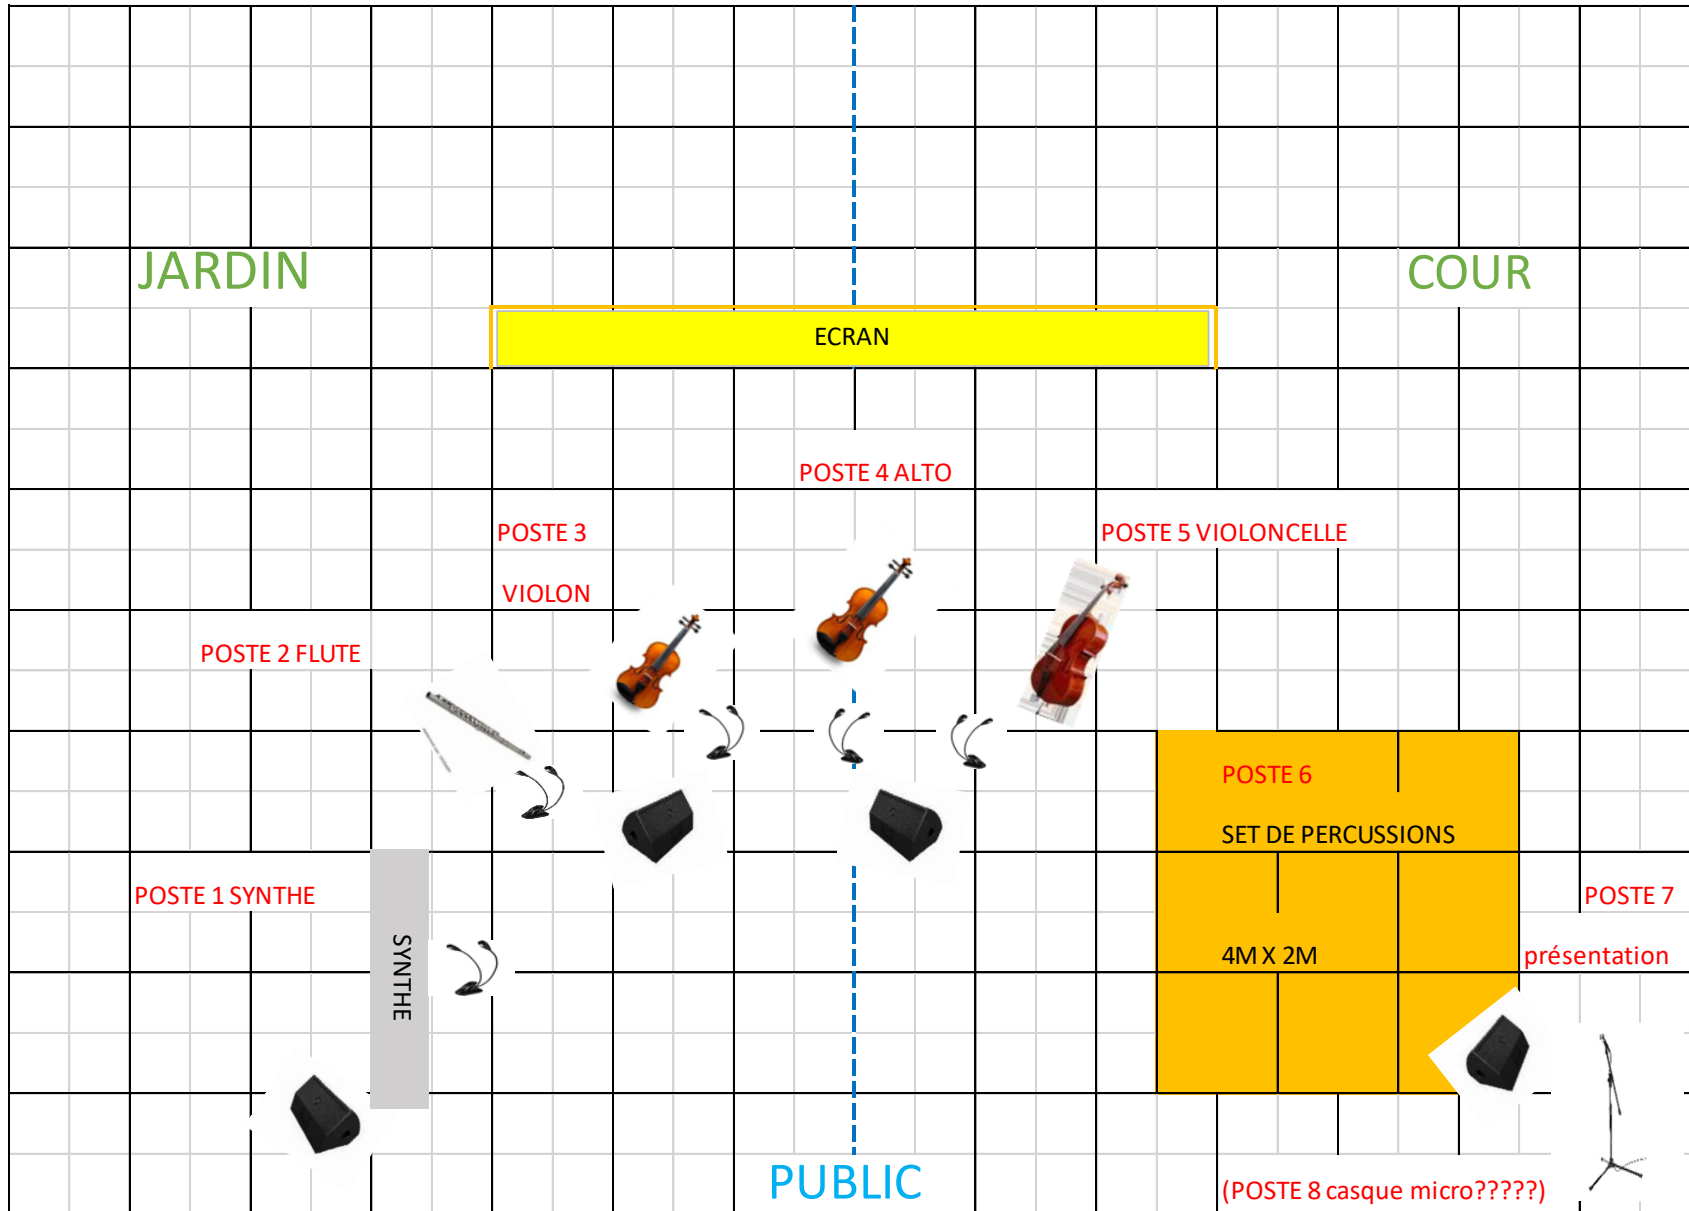 JARDIN
COUR
ECRAN
POSTE 4 ALTO
POSTE 3
POSTE 5 VIOLONCELLE
VIOLON
POSTE 2 FLUTE
POSTE 6
SET DE PERCUSSIONS
POSTE 1 SYNTHE
POSTE 7
SYNTHE
4M X 2M
présentation
PUBLIC
(POSTE 8 casque micro?????)